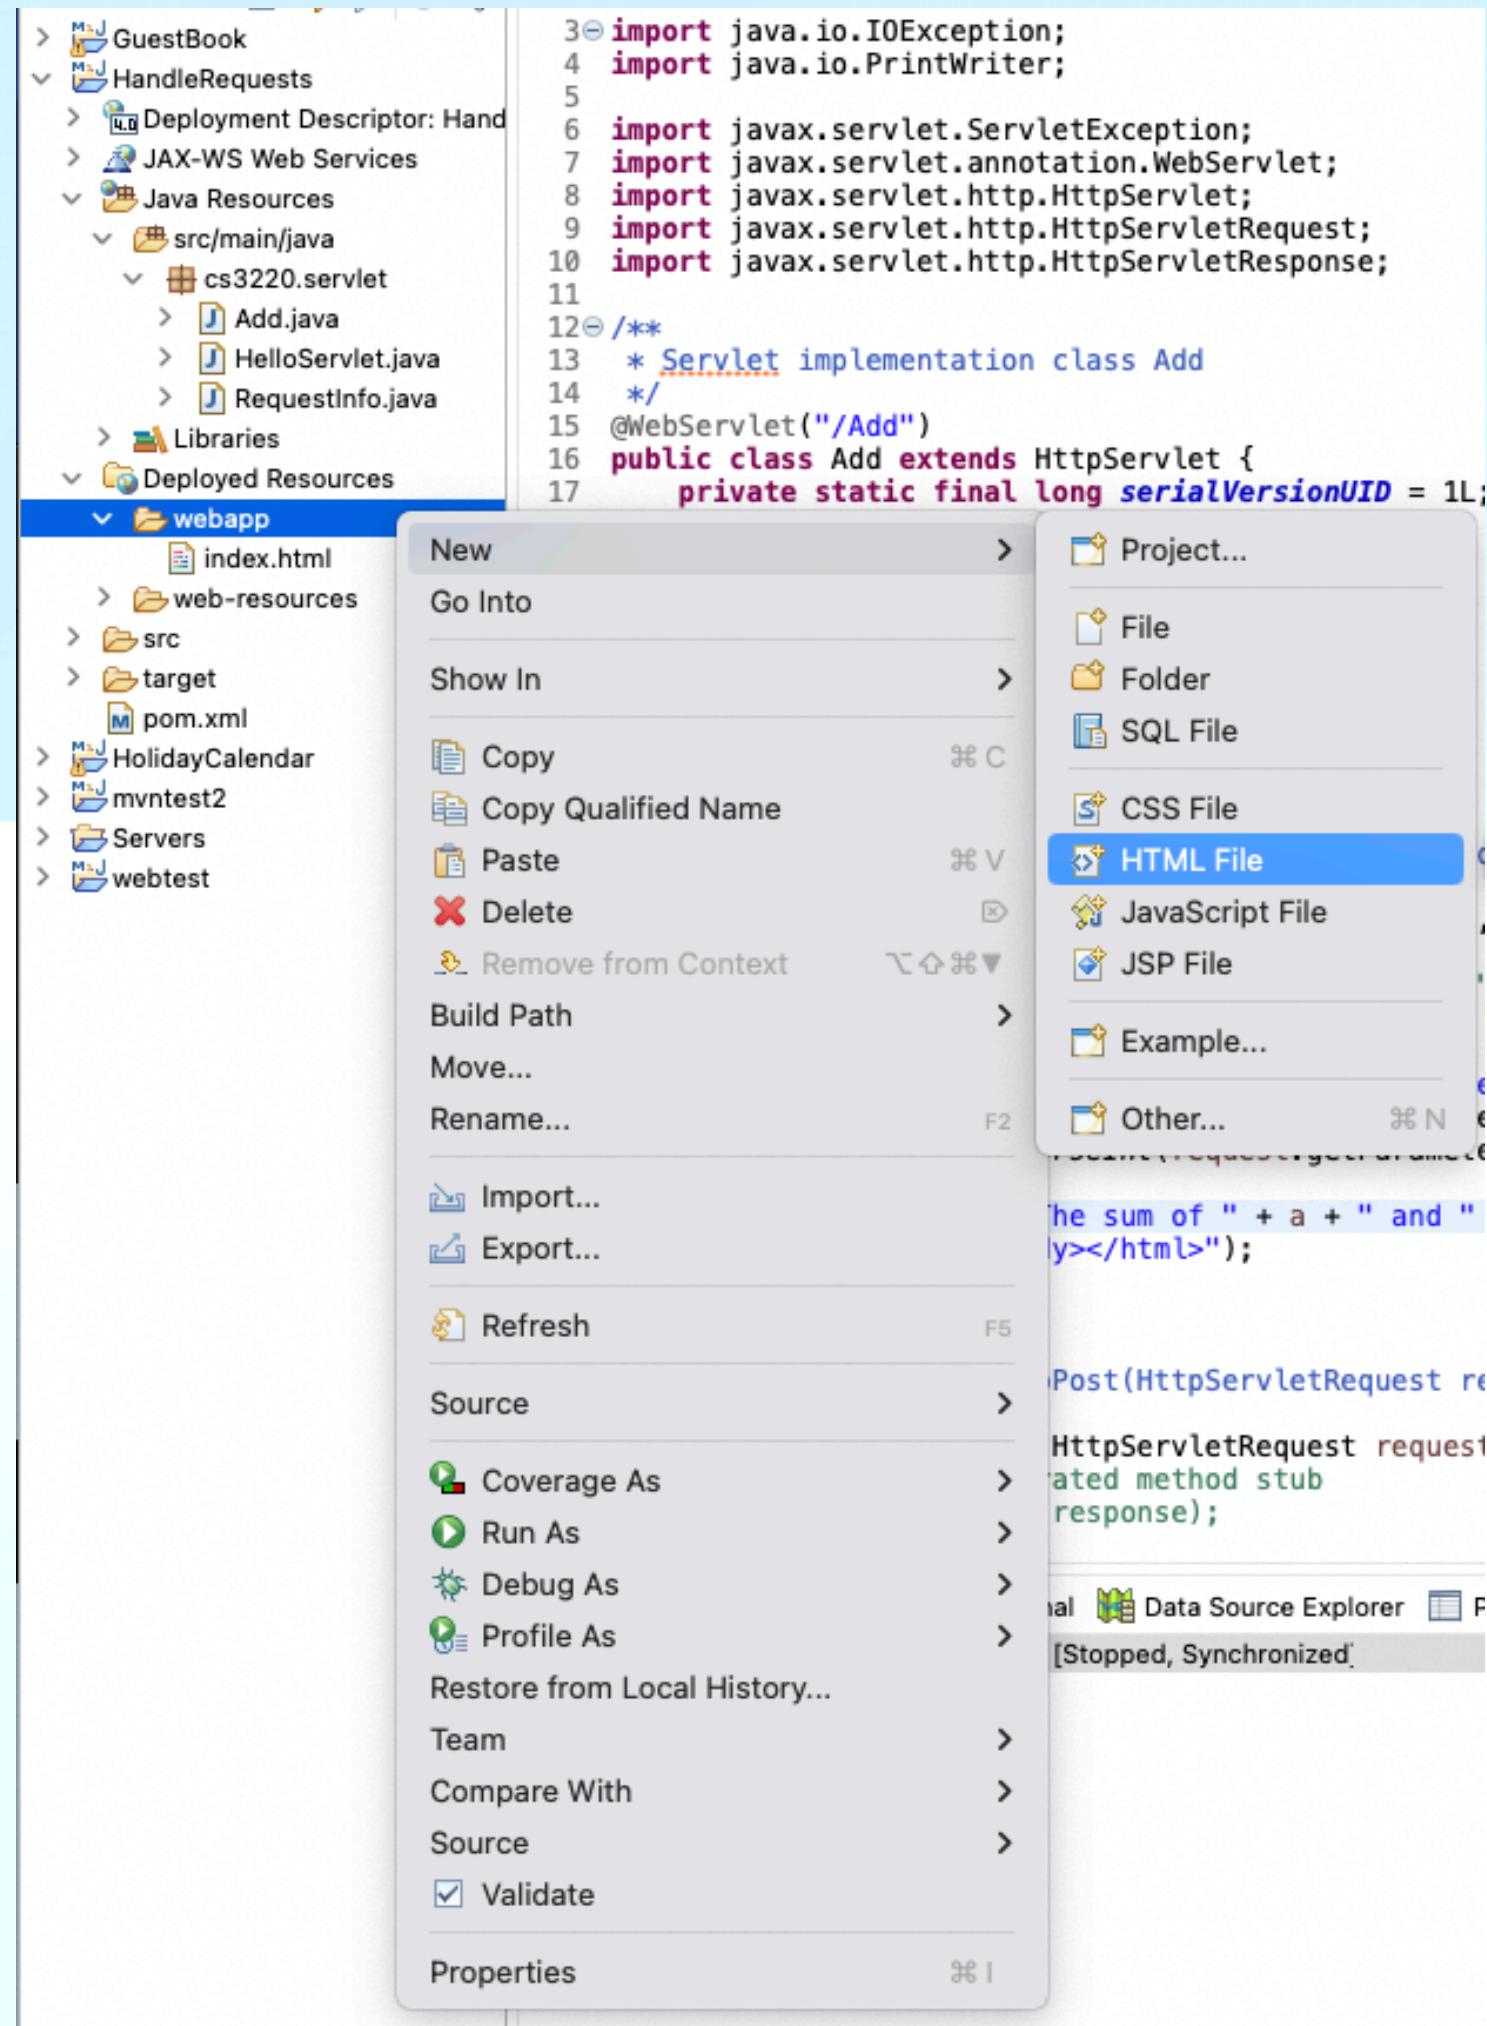 GuestBook
HandleRequests
Deployment Descriptor: Hand
JAX-WS Web Services
Java Resources
src/main/java
cs3220.servlet
Add.java
HelloServlet.java
RequestInfo.java
Libraries
Deployed Resources
webapp
index.html
web-resources
src
target
pom.xml
HolidayCalendar
mvntest2
Servers
webtest
3 import java.io.IOException;
4 import java.io.PrintWriter;
5
6 import javax.servlet.ServletException;
7 import javax.servlet.annotation.WebServlet;
8 import javax.servlet.http.HttpServlet;
9 import javax.servlet.http.HttpServletRequest;
10 import javax.servlet.http.HttpServletResponse;
11
12 /**
13 * Servlet implementation class Add
14 */
15 @WebServlet("/Add")
16 public class Add extends HttpServlet {
17 private static final long serialVersionUID = 1L;
New
Go Into
Show In
Copy ⌘ C
Copy Qualified Name
Paste ⌘ V
Delete ⌦
Remove from Context ⌥⇧⌘▼
Build Path
Move...
Rename... F2
Import...
Export...
Refresh F5
Source
Coverage As
Run As
Debug As
Profile As
Restore from Local History...
Team
Compare With
Source
Validate
Properties ⌘ I
Project...
File
Folder
SQL File
CSS File
HTML File
JavaScript File
JSP File
Example...
Other... ⌘ N
he sum of " + a + " and "
y></html>");
Post(HttpServletRequest re
HttpServletRequest request
ated method stub
response);
nal Data Source Explorer P
[Stopped, Synchronized]